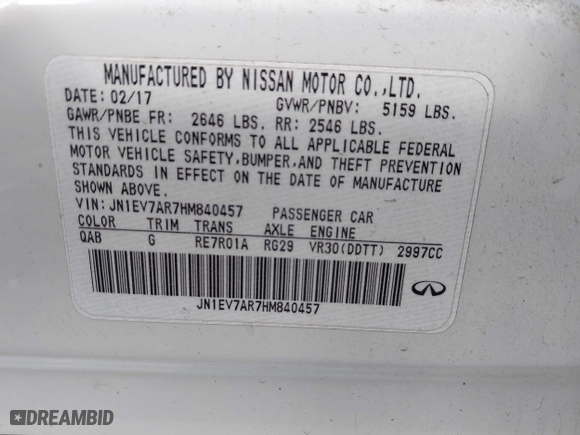 MANUFACTURED BY NISSAN MOTOR CO.,LTD.
DATE: 02/17 GVWR/PNBV: 5159 LBS.
GAWR/PNBE FR: 2646 LBS. RR: 2546 LBS.
THIS VEHICLE CONFORMS TO ALL APPLICABLE FEDERAL
MOTOR VEHICLE SAFETY,BUMPER,AND THEFT PREVENTION
STANDARDS IN EFFECT ON THE DATE OF MANUFACTURE
SHOWN ABOVE.
VIN: JN1EV7AR7HM840457 PASSENGER CAR
COLOR TRIM TRANS AXLE ENGINE
QAB G RE7R01A RG29 VR30(DDTT) 2997CC
JN1EV7AR7HM840457
INFINITI
DREAMBID